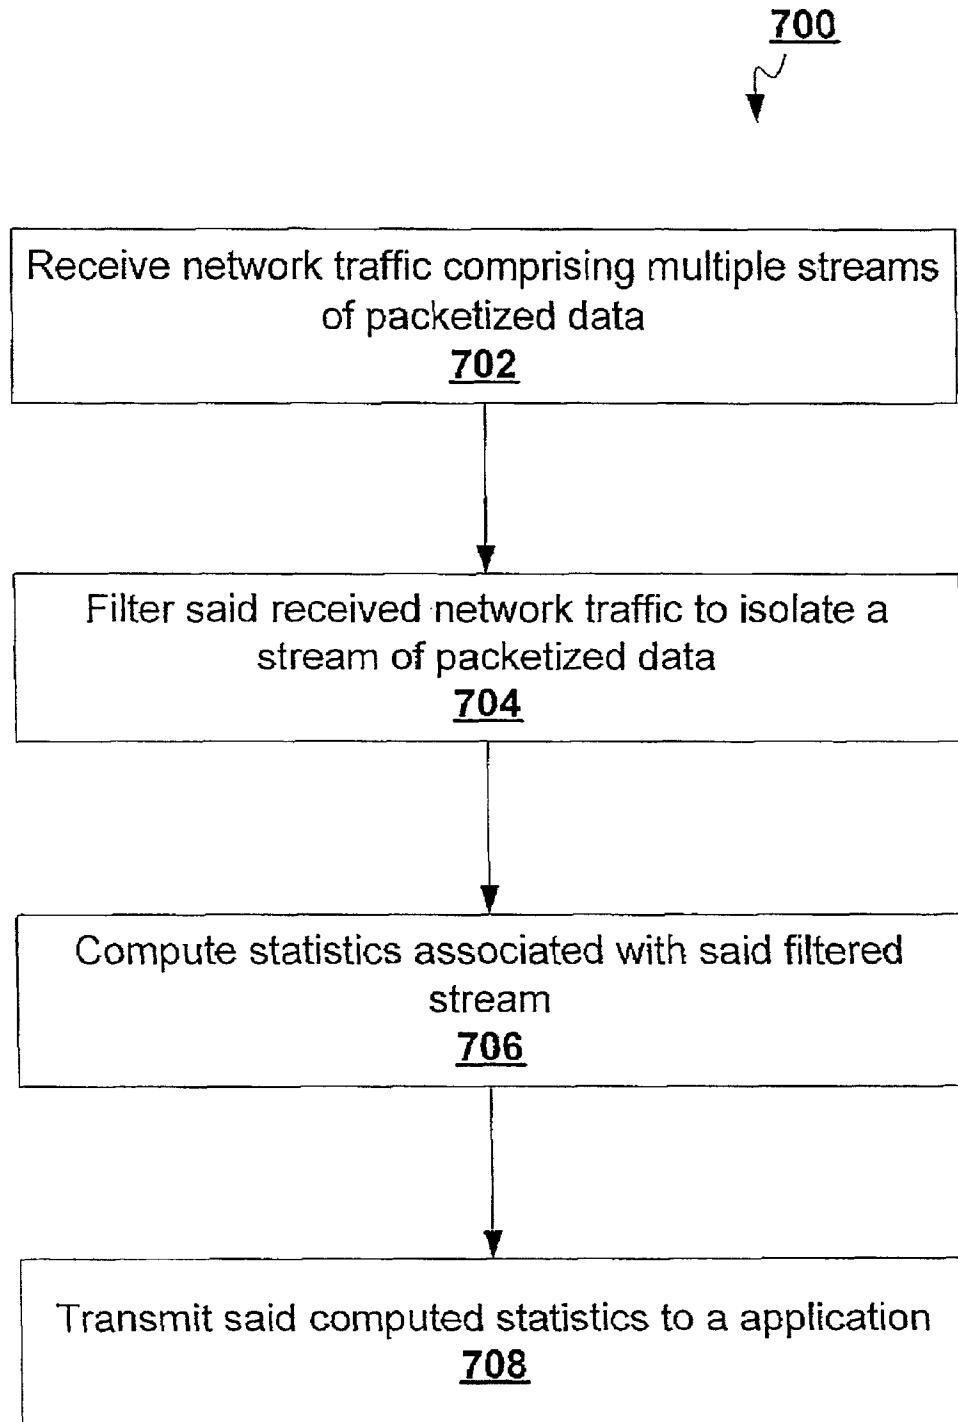 700
Receive network traffic comprising multiple streams
of packetized data
702
Filter said received network traffic to isolate a
stream of packetized data
704
Compute statistics associated with said filtered
stream
706
Transmit said computed statistics to a application
708